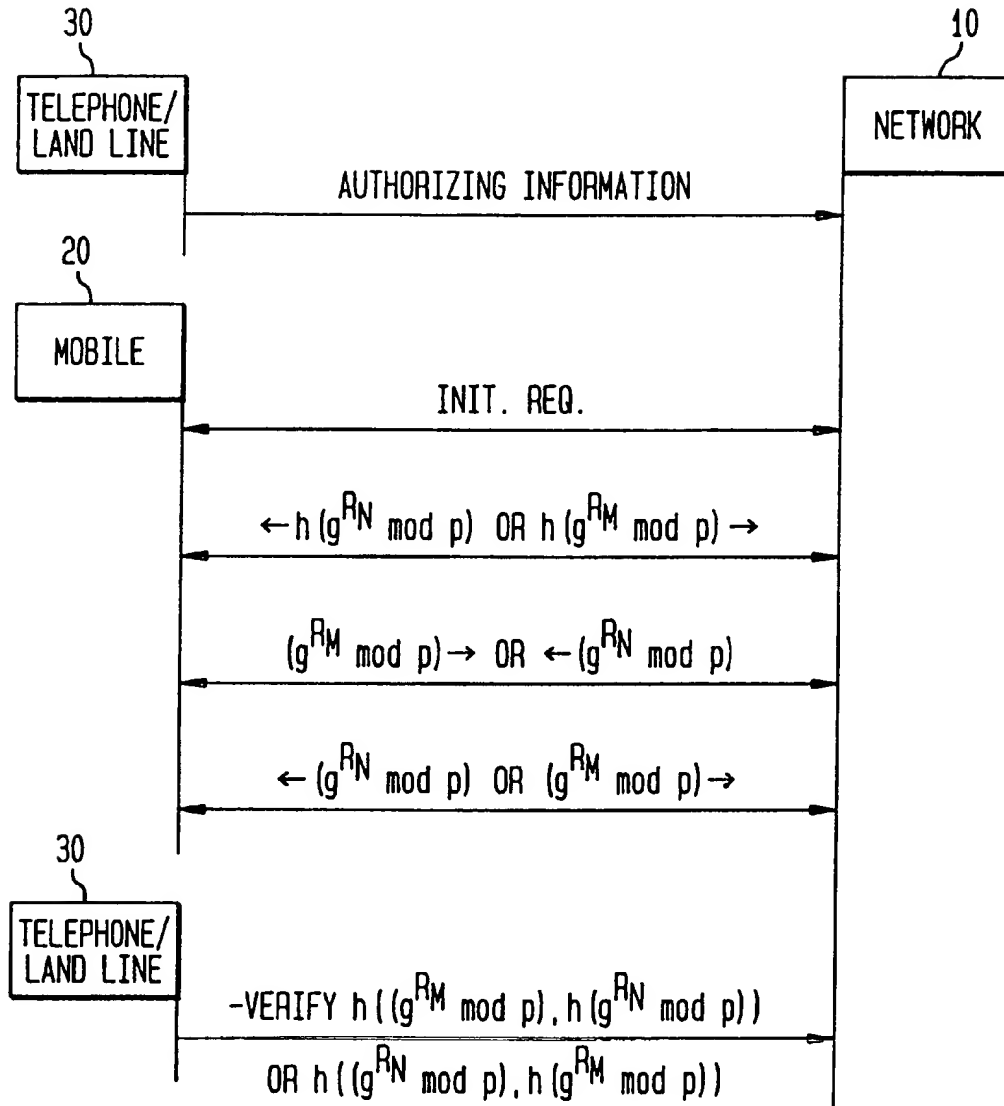 30
10
TELEPHONE/
LAND LINE
NETWORK
AUTHORIZING INFORMATION
20
MOBILE
INIT. REQ.
←h(g^RN mod p) OR h(g^RM mod p)→
(g^RM mod p)→ OR ←(g^RN mod p)
←(g^RN mod p) OR (g^RM mod p)→
30
TELEPHONE/
LAND LINE
-VERIFY h((g^RM mod p),h(g^RN mod p))
OR h((g^RN mod p),h(g^RM mod p))